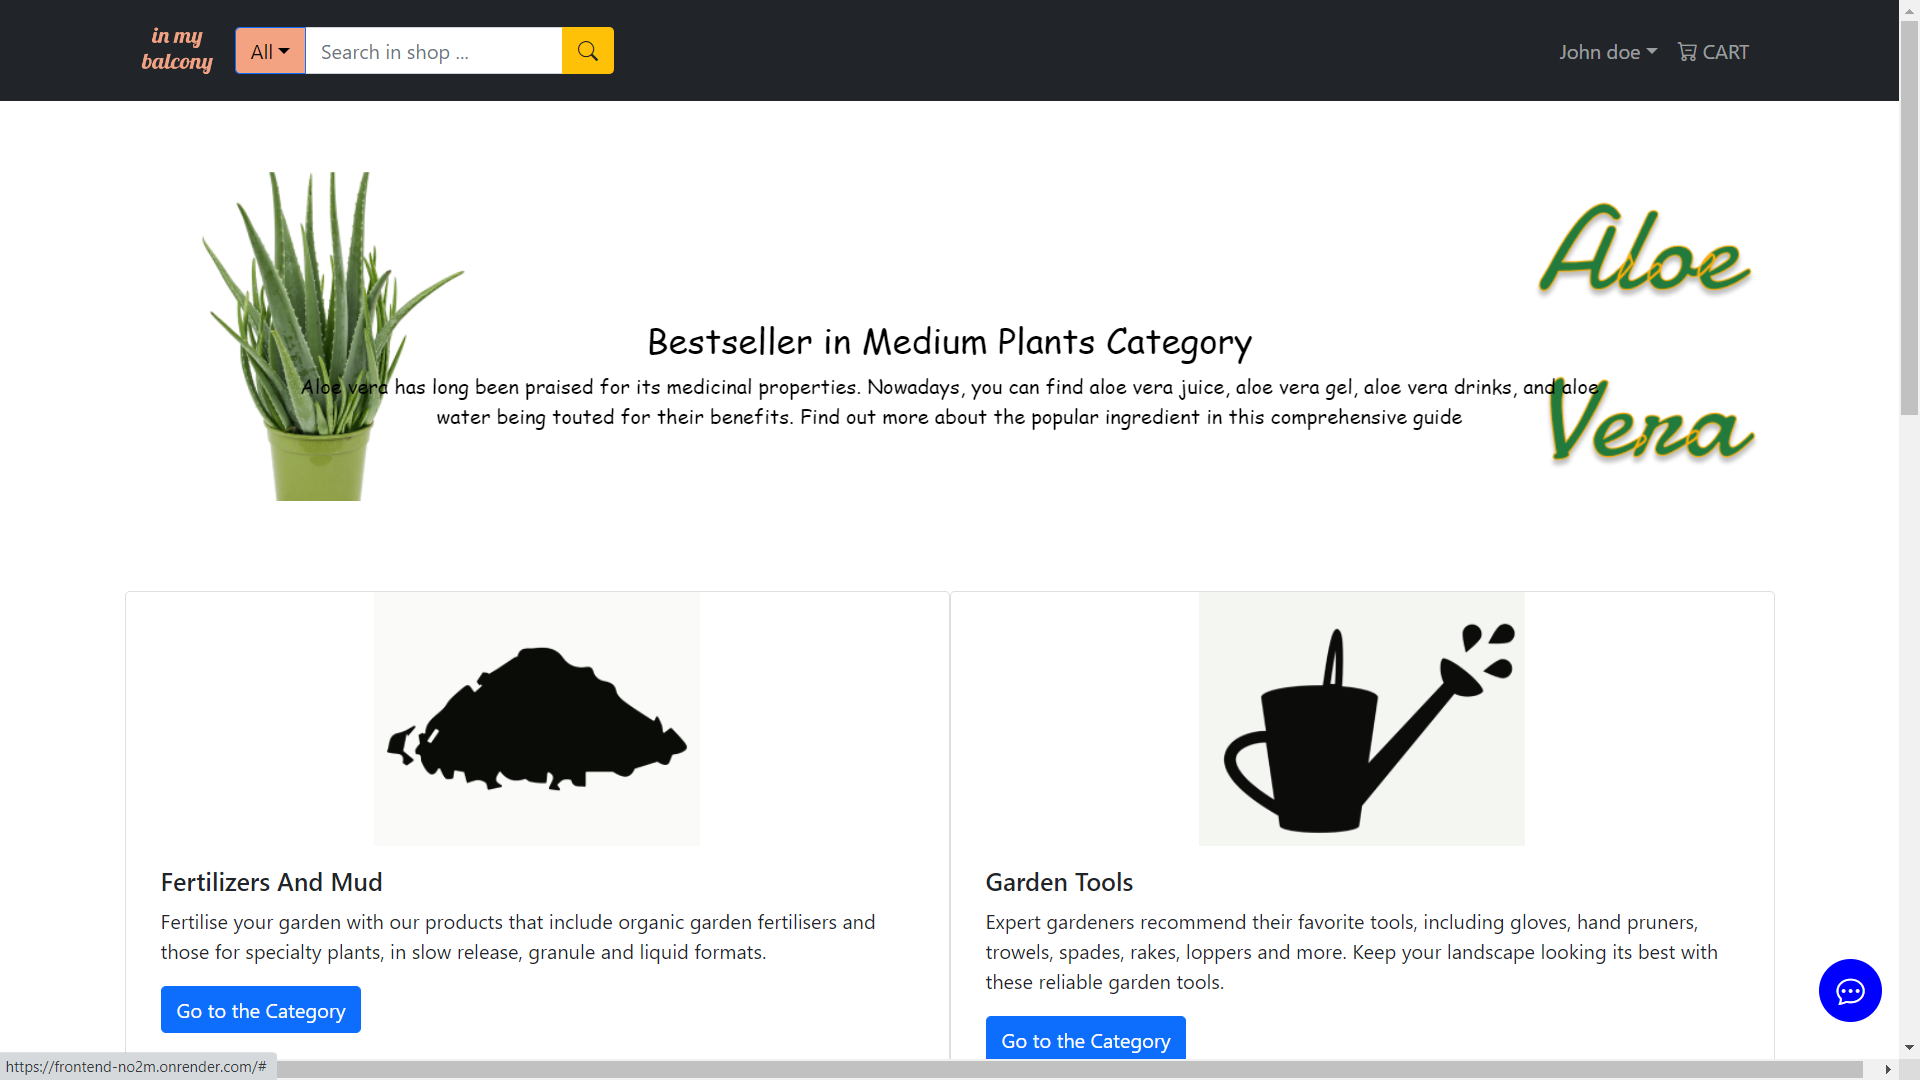 in my
balcony
All
Search in shop ...
John doe
CART
Aloe
Vera
Bestseller in Medium Plants Category
Aloe vera has long been praised for its medicinal properties. Nowadays, you can find aloe vera juice, aloe vera gel, aloe vera drinks, and aloe
water being touted for their benefits. Find out more about the popular ingredient in this comprehensive guide
Fertilizers And Mud
Fertilise your garden with our products that include organic garden fertilisers and
those for specialty plants, in slow release, granule and liquid formats.
Go to the Category
Garden Tools
Expert gardeners recommend their favorite tools, including gloves, hand pruners,
trowels, spades, rakes, loppers and more. Keep your landscape looking its best with
these reliable garden tools.
Go to the Category
https://frontend-no2m.onrender.com/#